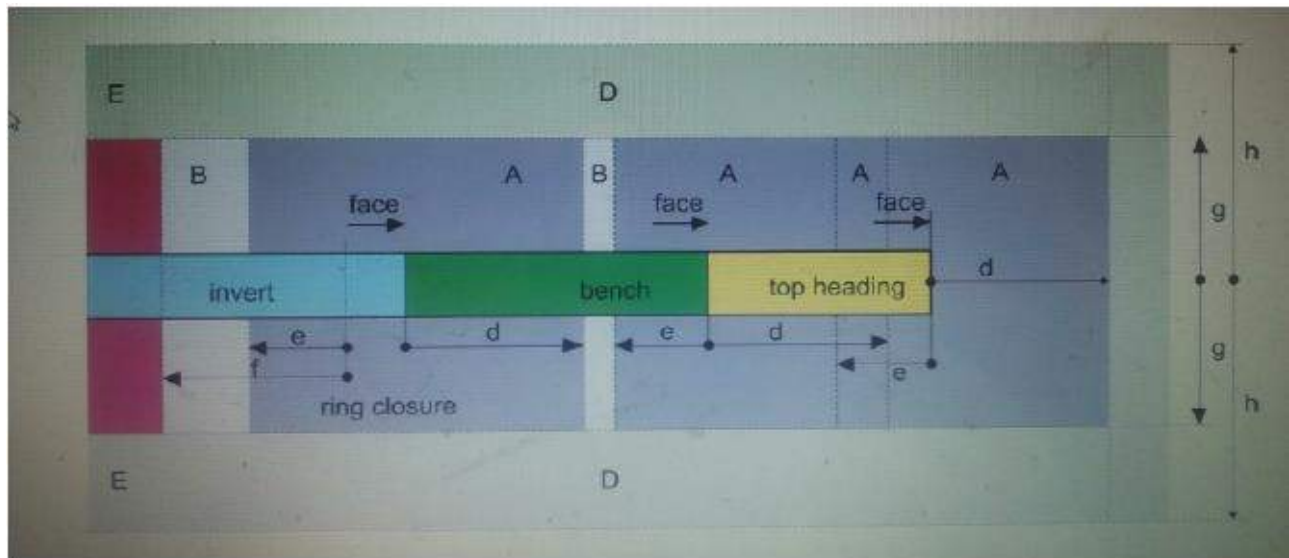 E D
h
B A B A A A
face face face
g
d
invert bench top heading
e d e d
g
f e
ring closure
h
E D